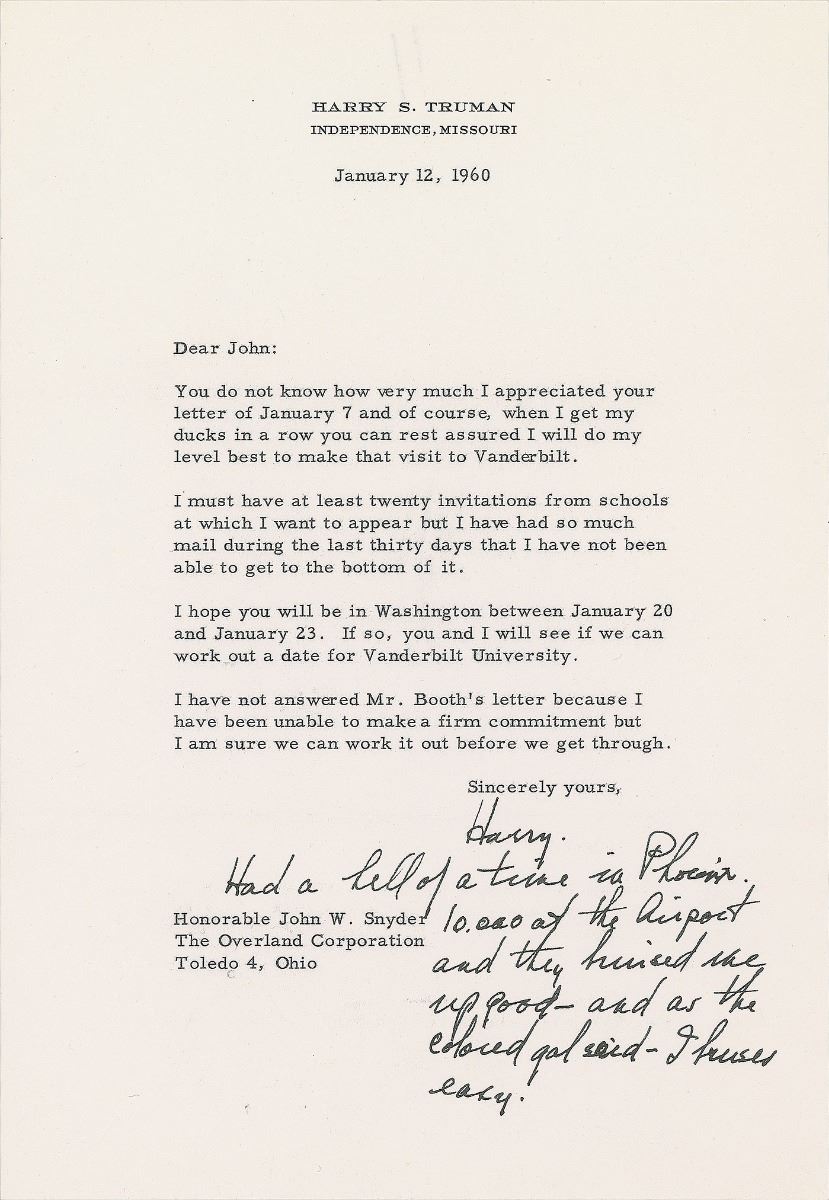 HARRY S. TRUMAN
INDEPENDENCE, MISSOURI
January 12, 1960
Dear John:
You do not know how very much I appreciated your
letter of January 7 and of course, when I get my
ducks in a row you can rest assured I will do my
level best to make that visit to Vanderbilt.
I must have at least twenty invitations from schools
at which I want to appear but I have had so much
mail during the last thirty days that I have not been
able to get to the bottom of it.
I hope you will be in Washington between January 20
and January 23. If so, you and I will see if we can
work out a date for Vanderbilt University.
I have not answered Mr. Booth's letter because I
have been unable to make a firm commitment but
I am sure we can work it out before we get through.
Sincerely yours,
Harry.
Had a hell of a time in Phoenix.
10,000 at the Airport
and they bruised me
up good – and as the
colored gal said – I bruses
easy.
Honorable John W. Snyder
The Overland Corporation
Toledo 4, Ohio